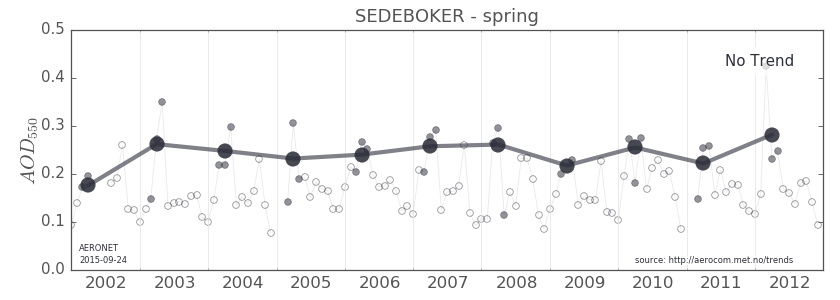 SEDEBOKER - spring
0.5
No Trend
0.4
0.3
AOD550
0.2
0.1
AERONET
2015-09-24
source: http://aerocom.met.no/trends
0.0
2002 2003 2004 2005 2006 2007 2008 2009 2010 2011 2012